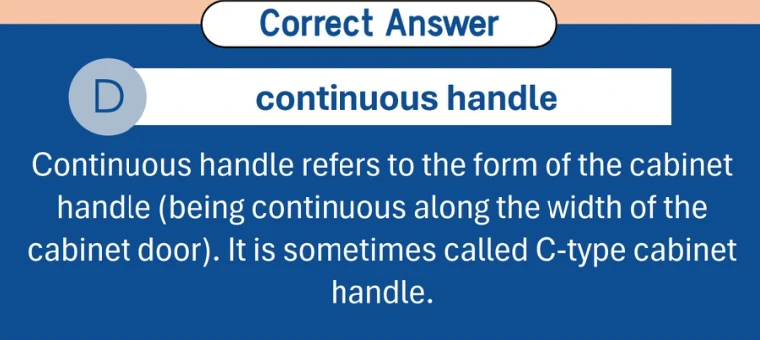 Correct Answer
D
continuous handle
Continuous handle refers to the form of the cabinet
handle (being continuous along the width of the
cabinet door). It is sometimes called C-type cabinet
handle.